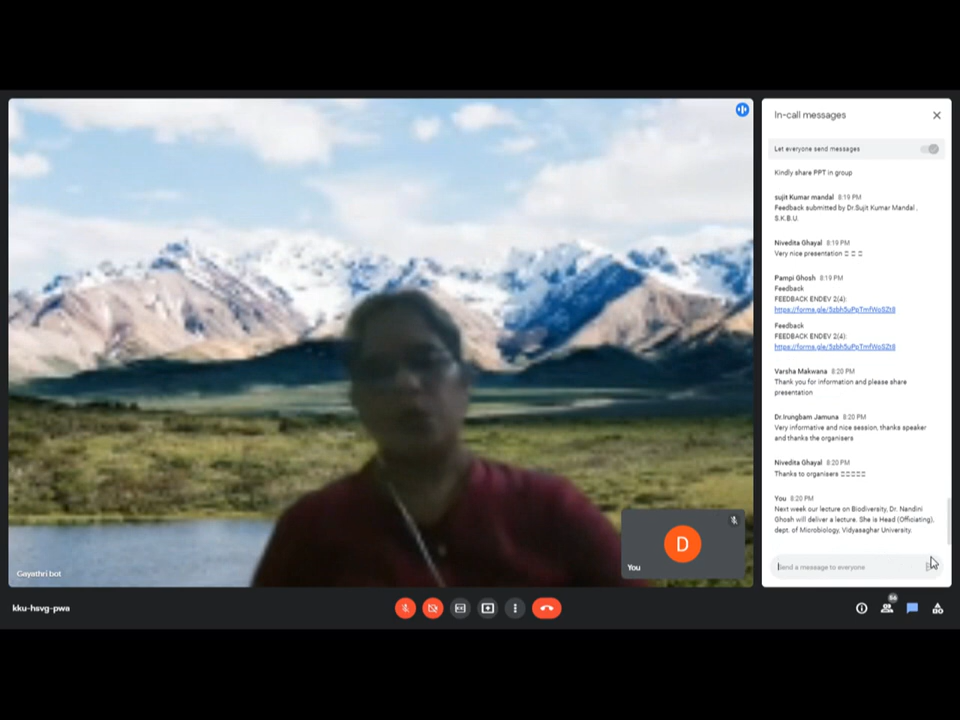 In-call messages
Let everyone send messages
Kindly share PPT in group
sujit Kumar mandal 8:19 PM
Feedback submitted by Dr.Sujit Kumar Mandal .
S.K.B.U.
Nivedita Ghayal 8:19 PM
Very nice presentation
Pampi Ghosh 8:19 PM
Feedback
FEEDBACK ENDEV 2(4):
Feedback
FEEDBACK ENDEV 2(4):
Varsha Makwana 8:20 PM
Thank you for information and please share
presentation
Dr.Irungbam Jamuna 8:20 PM
Very informative and nice session, thanks speaker
and thanks the organisers
Nivedita Ghayal 8:20 PM
Thanks to organisers
You 8:20 PM
Next week our lecture on Biodiversity, Dr. Nandini
Ghosh will deliver a lecture. She is Head (Officiating),
dept. of Microbiology, Vidyasaghar University.
Send a message to everyone
D
You
Gayathri bot
kku-hsvg-pwa
56